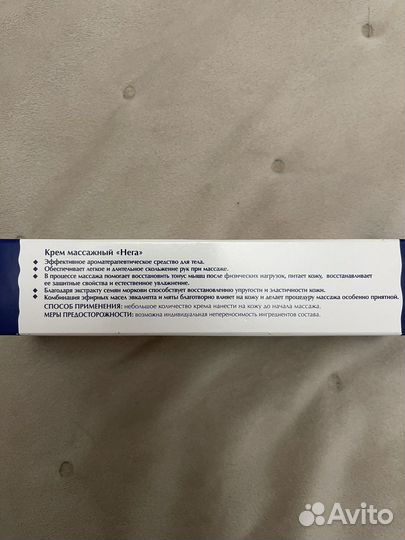 Крем массажный «Нега»
Эффективное ароматерапевтическое средство для тела.
Обеспечивает легкое и длительное скольжение рук при массаже.
В процессе массажа помогает восстановить тонус мышц после физических нагрузок, питает кожу, восстанавливает
ее защитные свойства и естественное увлажнение.
Благодаря экстракту семян моркови способствует восстановлению упругости и эластичности кожи.
Комбинация эфирных масел эвкалипта и мяты благотворно влияет на кожу и делает процедуру массажа особенно приятной.
СПОСОБ ПРИМЕНЕНИЯ: небольшое количество крема нанести на кожу до начала массажа.
МЕРЫ ПРЕДОСТОРОЖНОСТИ: возможна индивидуальная непереносимость ингредиентов состава.
Avito